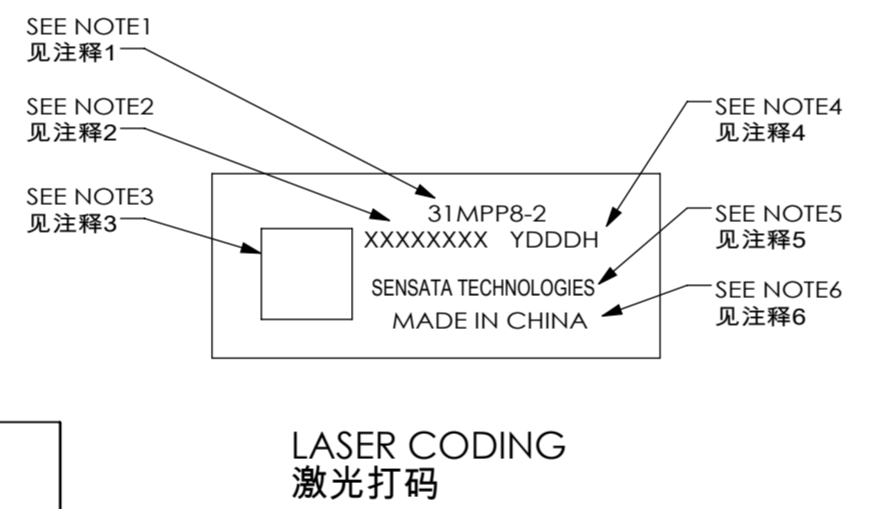 SEE NOTE1
见注释1
SEE NOTE2
见注释2
SEE NOTE3
见注释3
SEE NOTE4
见注释4
SEE NOTE5
见注释5
SEE NOTE6
见注释6
31MPP8-2
XXXXXXXX YDDDH
SENSATA TECHNOLOGIES
MADE IN CHINA
LASER CODING
激光打码